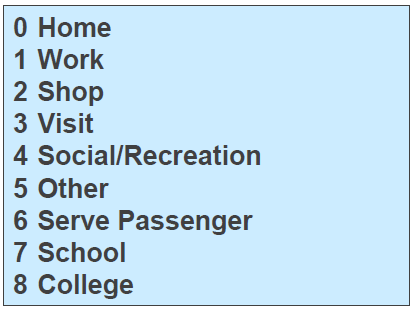 0 Home
1 Work
2 Shop
3 Visit
4 Social/Recreation
5 Other
6 Serve Passenger
7 School
8 College